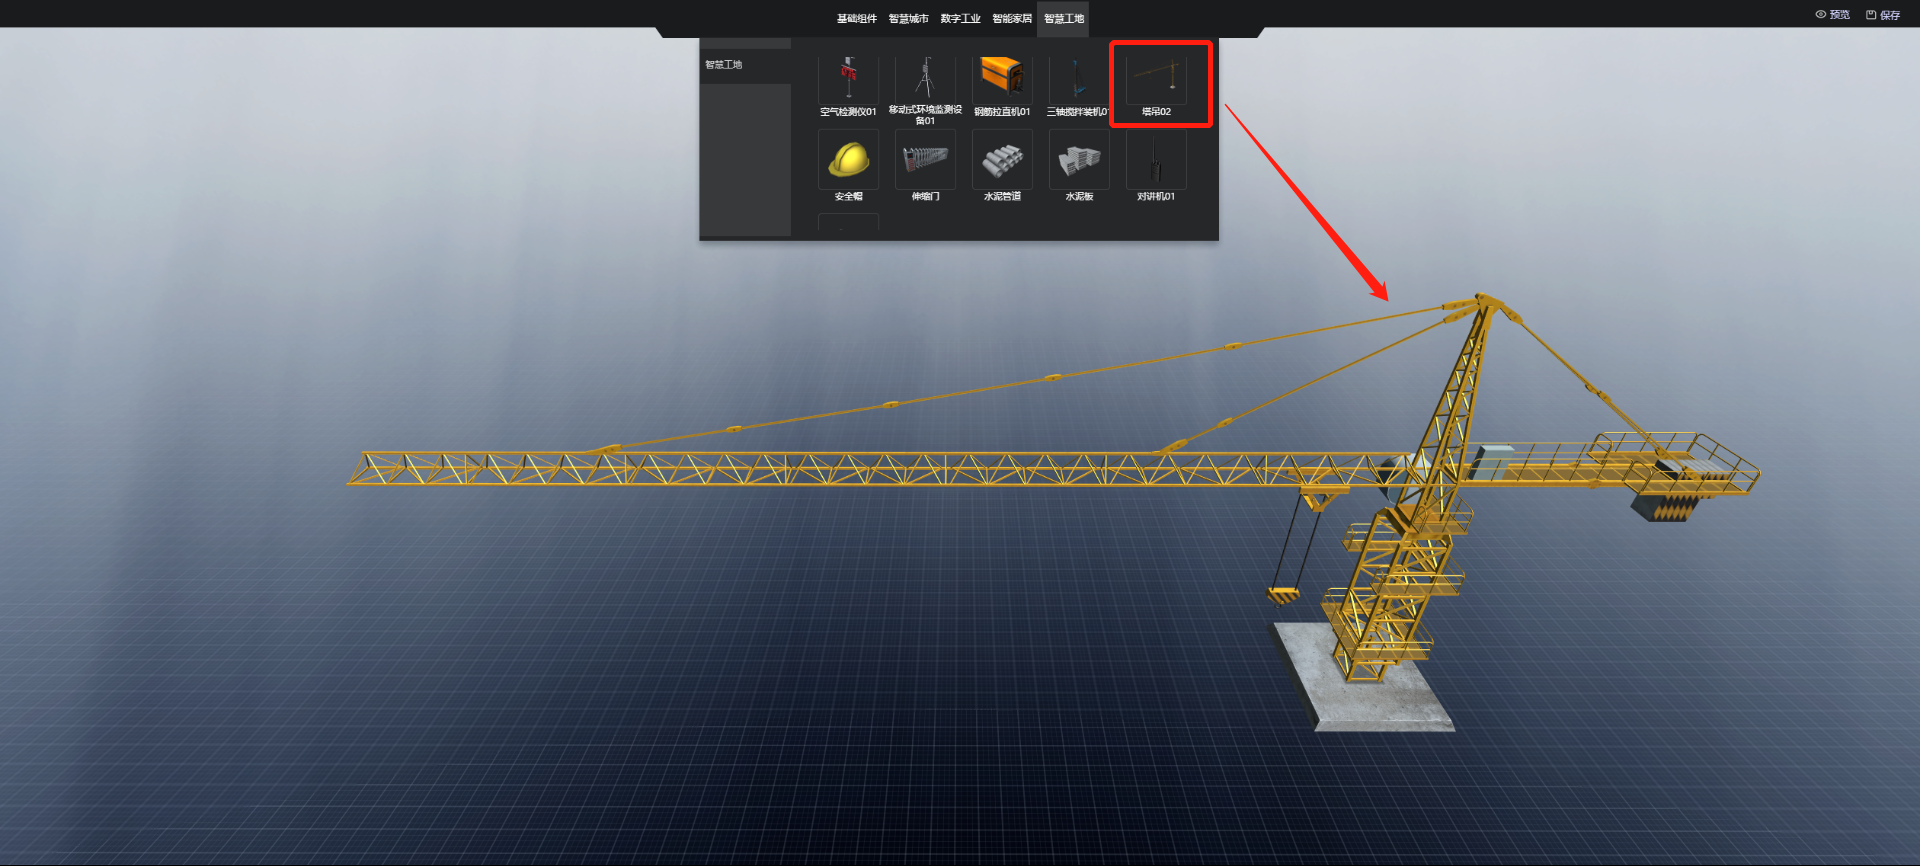 基础组件 智慧城市 数字工业 智能家居 智慧工地
预览 保存
智慧工地
空气检测仪01 移动式环境监测设备01 钢筋拉直机01 三轴搅拌装机01 塔吊02
安全帽 伸缩门 水泥管道 水泥板 对讲机01